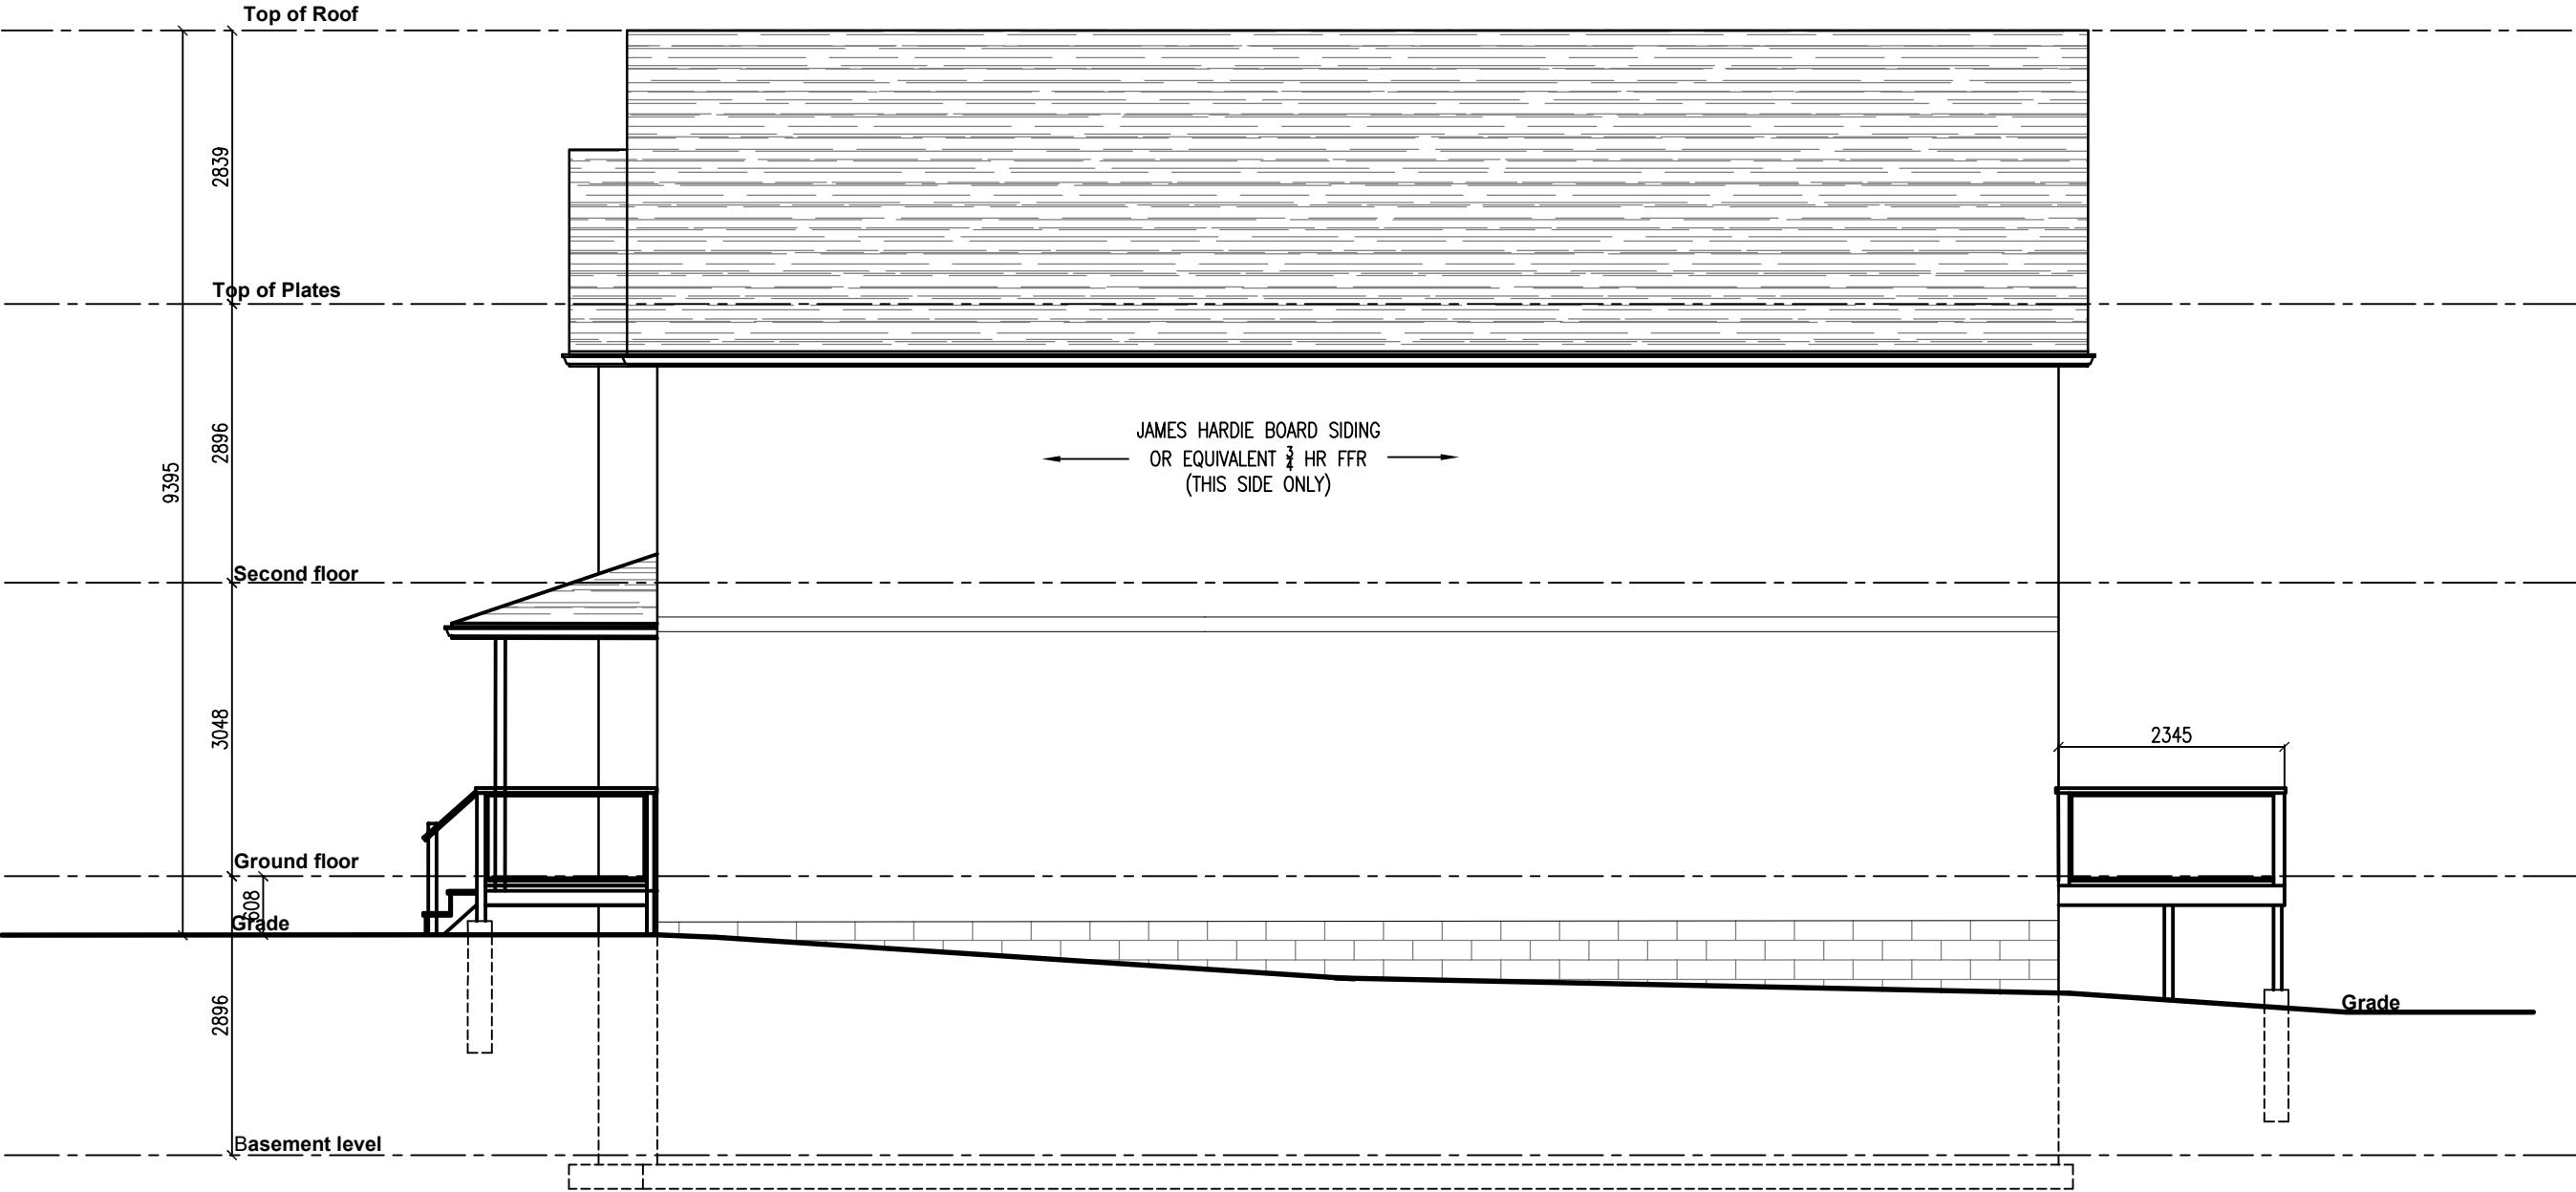 Top of Roof
2839
Top of Plates
JAMES HARDIE BOARD SIDING
OR EQUIVALENT 3/4 HR FFR
(THIS SIDE ONLY)
2896
9395
Second floor
3048
2345
Ground floor
608
Grade
2896
Grade
Basement level